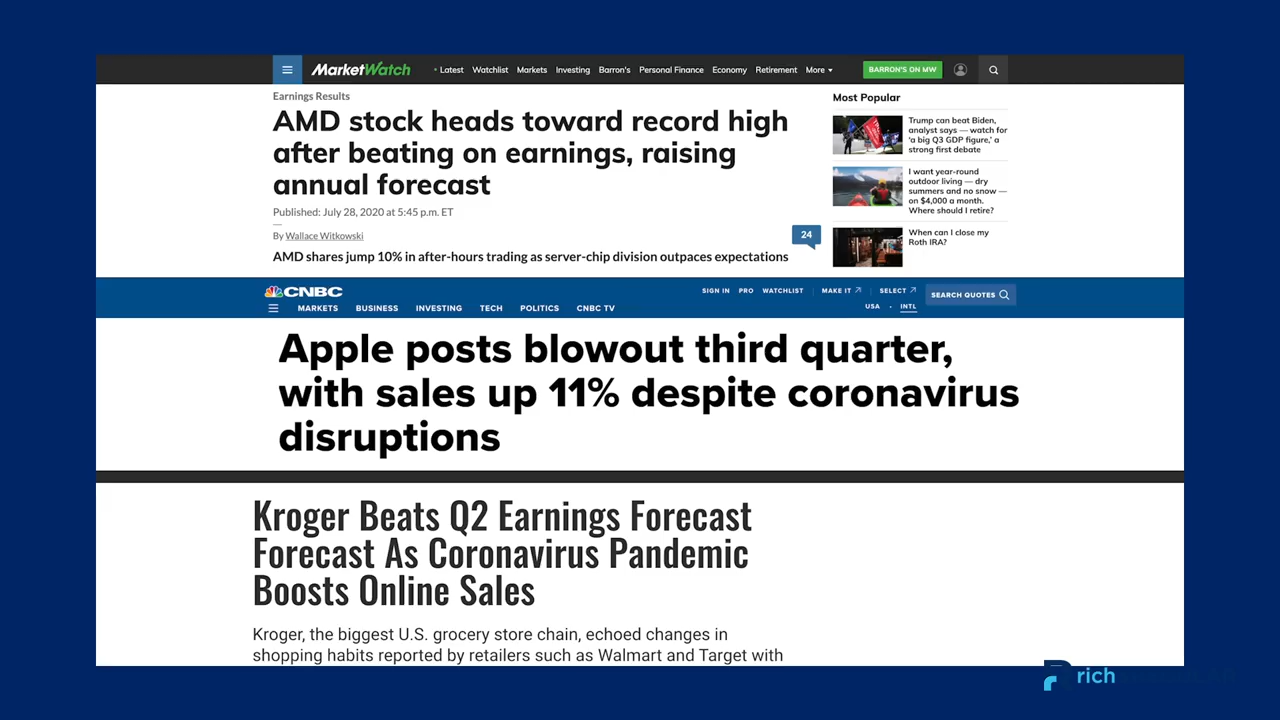 MarketWatch
Latest Watchlist Markets Investing Barron's Personal Finance Economy Retirement More
BARRON'S ON MW
Earnings Results
AMD stock heads toward record high
after beating on earnings, raising
annual forecast
Published: July 28, 2020 at 5:45 p.m. ET
By Wallace Witkowski
24
AMD shares jump 10% in after-hours trading as server-chip division outpaces expectations
Most Popular
Trump can beat Biden,
analyst says — watch for
'a big Q3 GDP figure,' a
strong first debate
I want year-round
outdoor living — dry
summers and no snow —
on $4,000 a month.
Where should I retire?
When can I close my
Roth IRA?
CNBC
SIGN IN PRO WATCHLIST MAKE IT SELECT
SEARCH QUOTES
USA • INTL
MARKETS BUSINESS INVESTING TECH POLITICS CNBC TV
Apple posts blowout third quarter,
with sales up 11% despite coronavirus
disruptions
Kroger Beats Q2 Earnings Forecast
Forecast As Coronavirus Pandemic
Boosts Online Sales
Kroger, the biggest U.S. grocery store chain, echoed changes in
shopping habits reported by retailers such as Walmart and Target with
rich